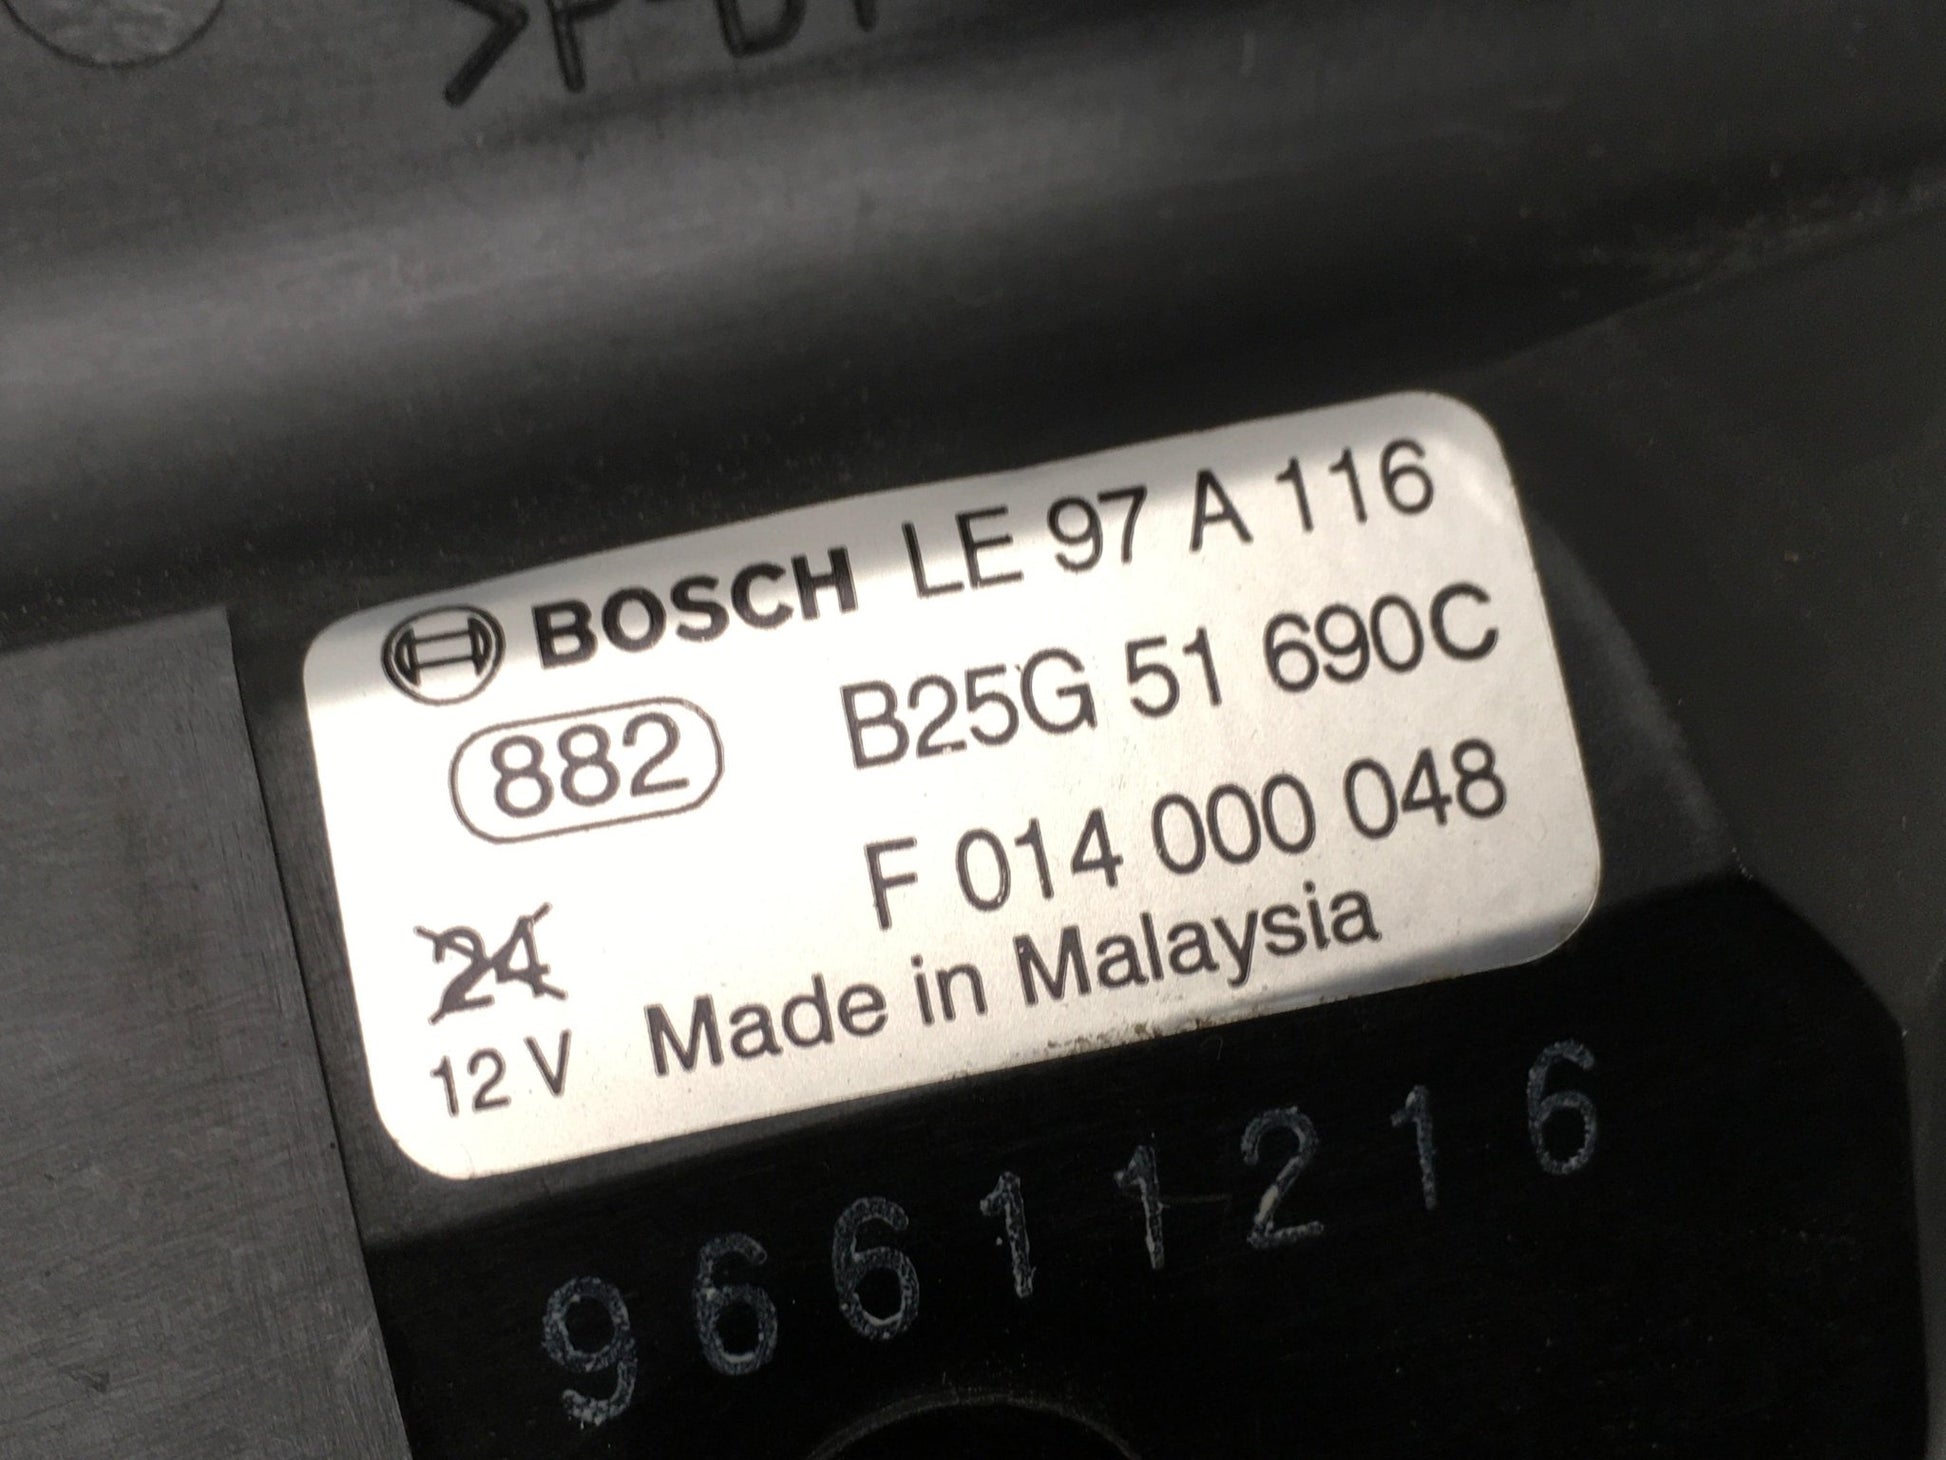 BOSCH LE 97 A 116
882 B25G 51 690C
F 014 000 048
24
12 V Made in Malaysia
96611216